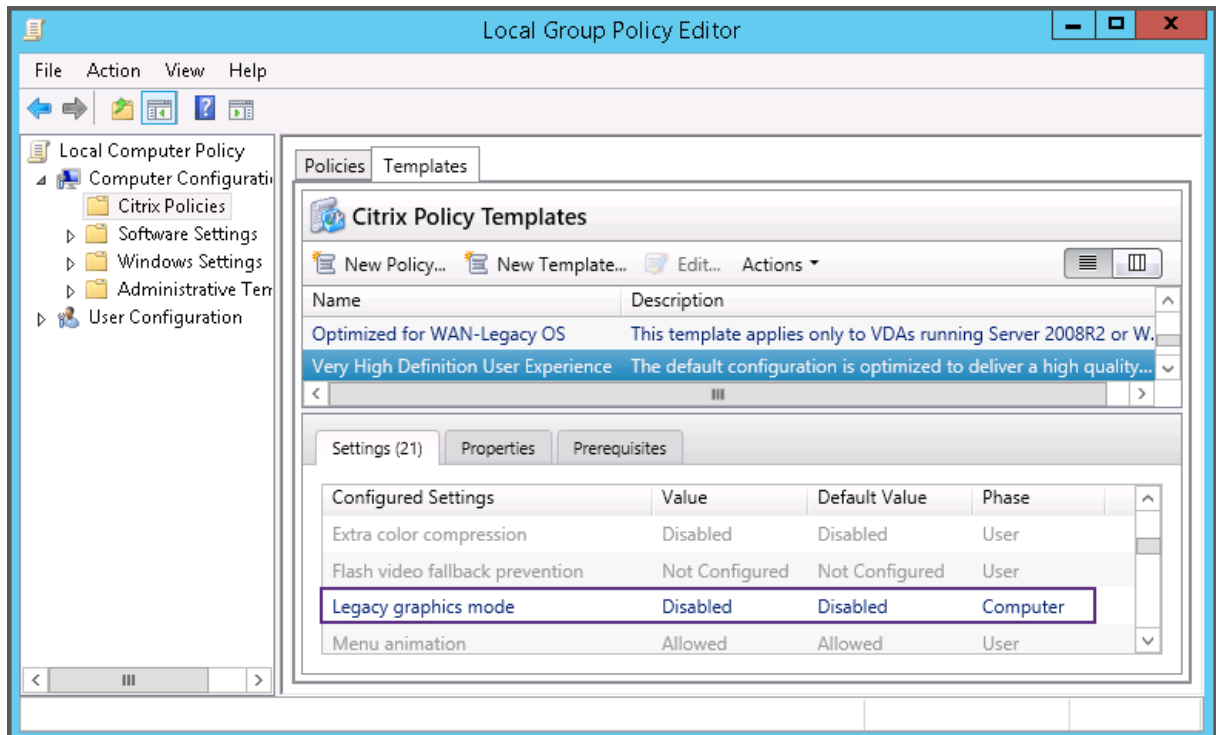 Local Group Policy Editor
File Action View Help
Local Computer Policy
Computer Configurati
Citrix Policies
Software Settings
Windows Settings
Administrative Tem
User Configuration
Policies Templates
Citrix Policy Templates
New Policy... New Template... Edit... Actions
Name Description
Optimized for WAN-Legacy OS This template applies only to VDAs running Server 2008R2 or W.
Very High Definition User Experience The default configuration is optimized to deliver a high quality...
Settings (21) Properties Prerequisites
Configured Settings Value Default Value Phase
Extra color compression Disabled Disabled User
Flash video fallback prevention Not Configured Not Configured User
Legacy graphics mode Disabled Disabled Computer
Menu animation Allowed Allowed User